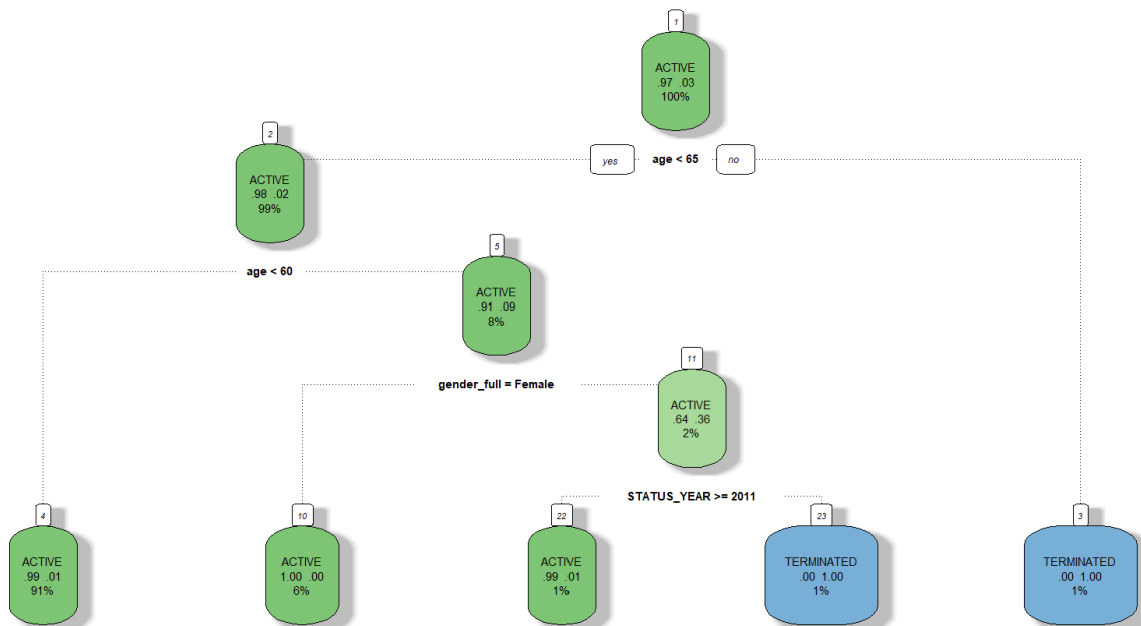 1
ACTIVE
.97 .03
100%
yes
age < 65
no
2
ACTIVE
.98 .02
99%
age < 60
5
ACTIVE
.91 .09
8%
gender_full = Female
11
ACTIVE
.64 .36
2%
STATUS_YEAR >= 2011
4
ACTIVE
.99 .01
91%
10
ACTIVE
1.00 .00
6%
22
ACTIVE
.99 .01
1%
23
TERMINATED
.00 1.00
1%
3
TERMINATED
.00 1.00
1%